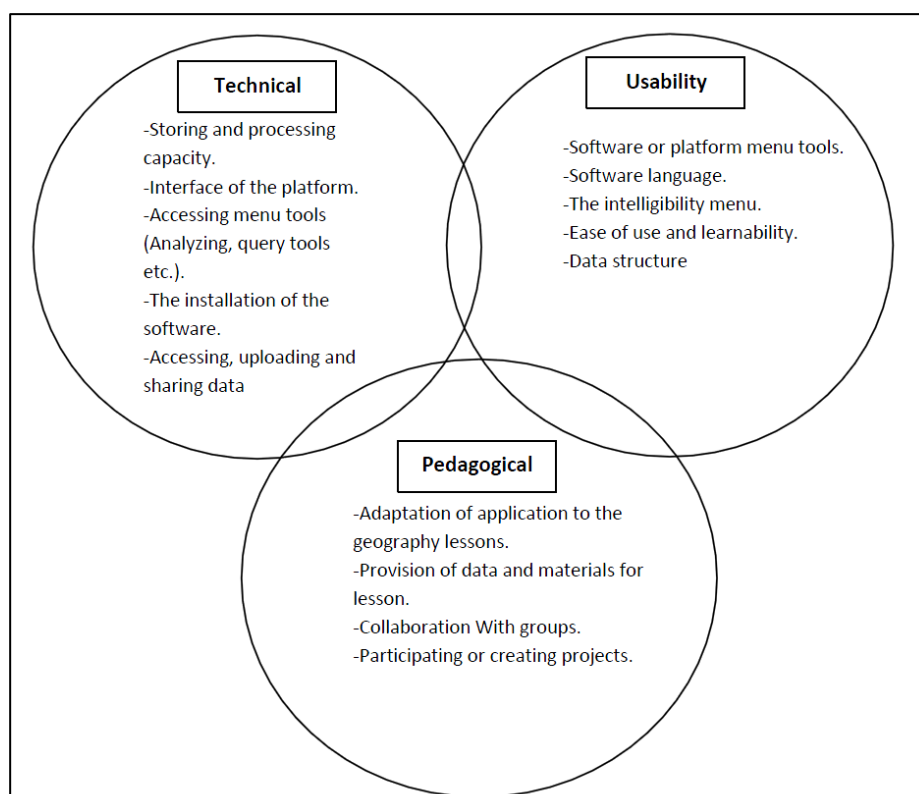 Technical
-Storing and processing
capacity.
-Interface of the platform.
-Accessing menu tools
(Analyzing, query tools
etc.).
-The installation of the
software.
-Accessing, uploading and
sharing data
Usability
-Software or platform menu tools.
-Software language.
-The intelligibility menu.
-Ease of use and learnability.
-Data structure
Pedagogical
-Adaptation of application to the
geography lessons.
-Provision of data and materials for
lesson.
-Collaboration With groups.
-Participating or creating projects.